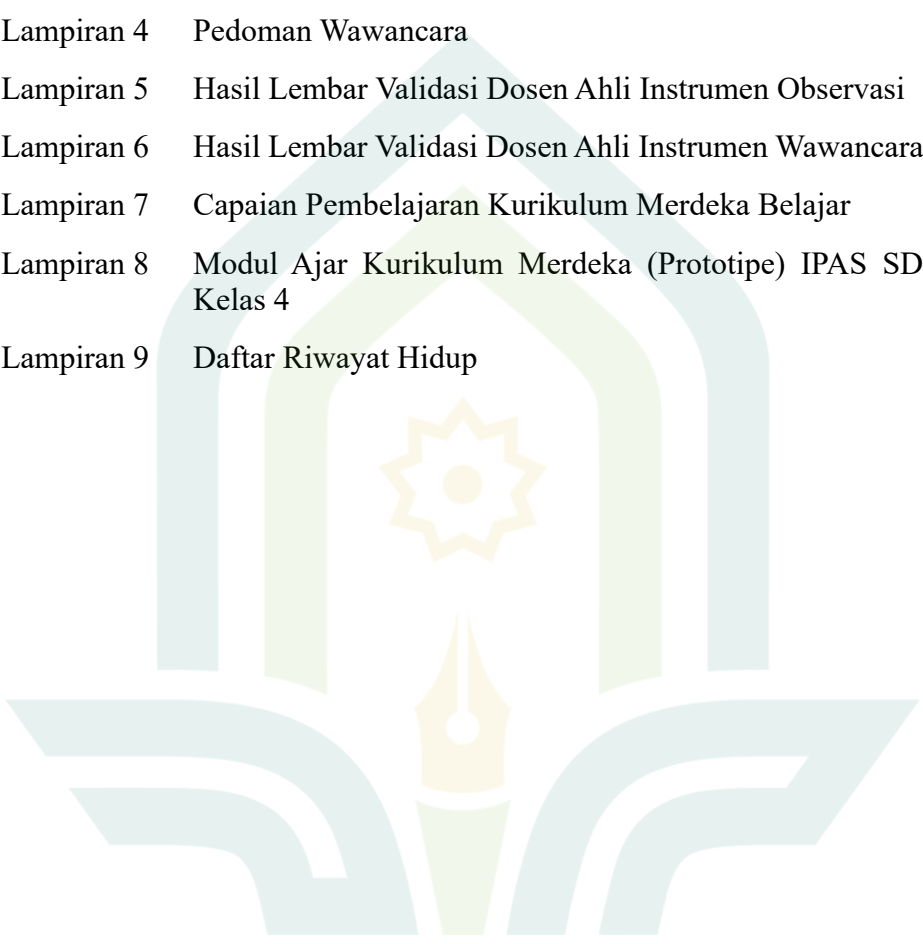 Lampiran 4 Pedoman Wawancara
Lampiran 5 Hasil Lembar Validasi Dosen Ahli Instrumen Observasi
Lampiran 6 Hasil Lembar Validasi Dosen Ahli Instrumen Wawancara
Lampiran 7 Capaian Pembelajaran Kurikulum Merdeka Belajar
Lampiran 8 Modul Ajar Kurikulum Merdeka (Prototipe) IPAS SD
Kelas 4
Lampiran 9 Daftar Riwayat Hidup